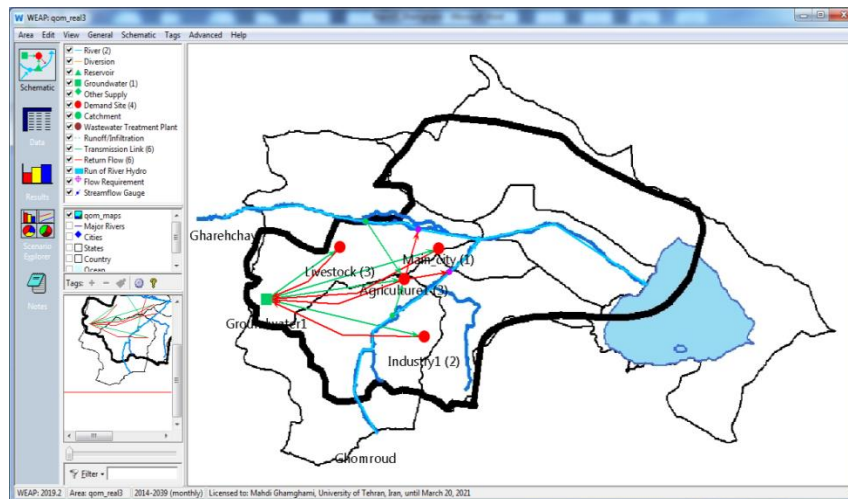 WEAP: qom_real3
Area Edit View General Schematic Tags Advanced Help
Schematic
Data
Results
Scenario
Explorer
Notes
River (2)
Diversion
Reservoir
Groundwater (1)
Other Supply
Demand Site (4)
Catchment
Wastewater Treatment Plant
Runoff/Infiltration
Transmission Link (6)
Return Flow (6)
Run of River Hydro
Flow Requirement
Streamflow Gauge
qom_maps
Major Rivers
Cities
States
Country
Ocean
Tags:
Filter
Gharehchay
Livestock (3)
Main_city (1)
Agriculture1 (3)
Groundwater1
Industry1 (2)
Ghomroud
WEAP: 2019.2 Area: qom_real3 2014-2039 (monthly) Licensed to: Mahdi Ghamghami, University of Tehran, Iran, until March 20, 2021